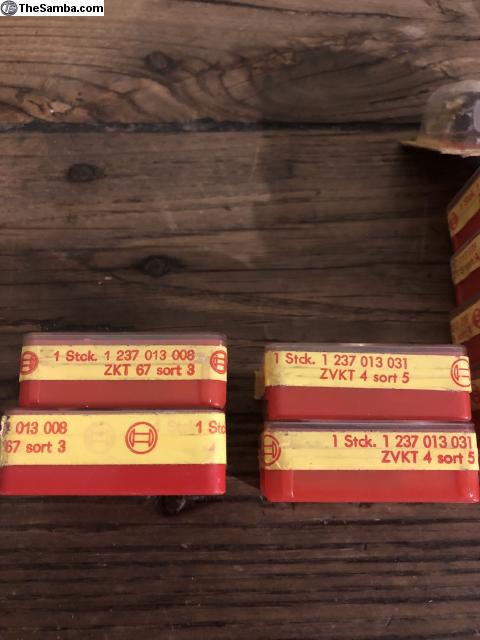 TheSamba.com
1 Stck. 1 237 013 008
ZKT 67 sort 3
013 008
67 sort 3
1 Stc
1 Stck. 1 237 013 031
ZVKT 4 sort 5
1 Stck. 1 237 013 031
ZVKT 4 sort 5